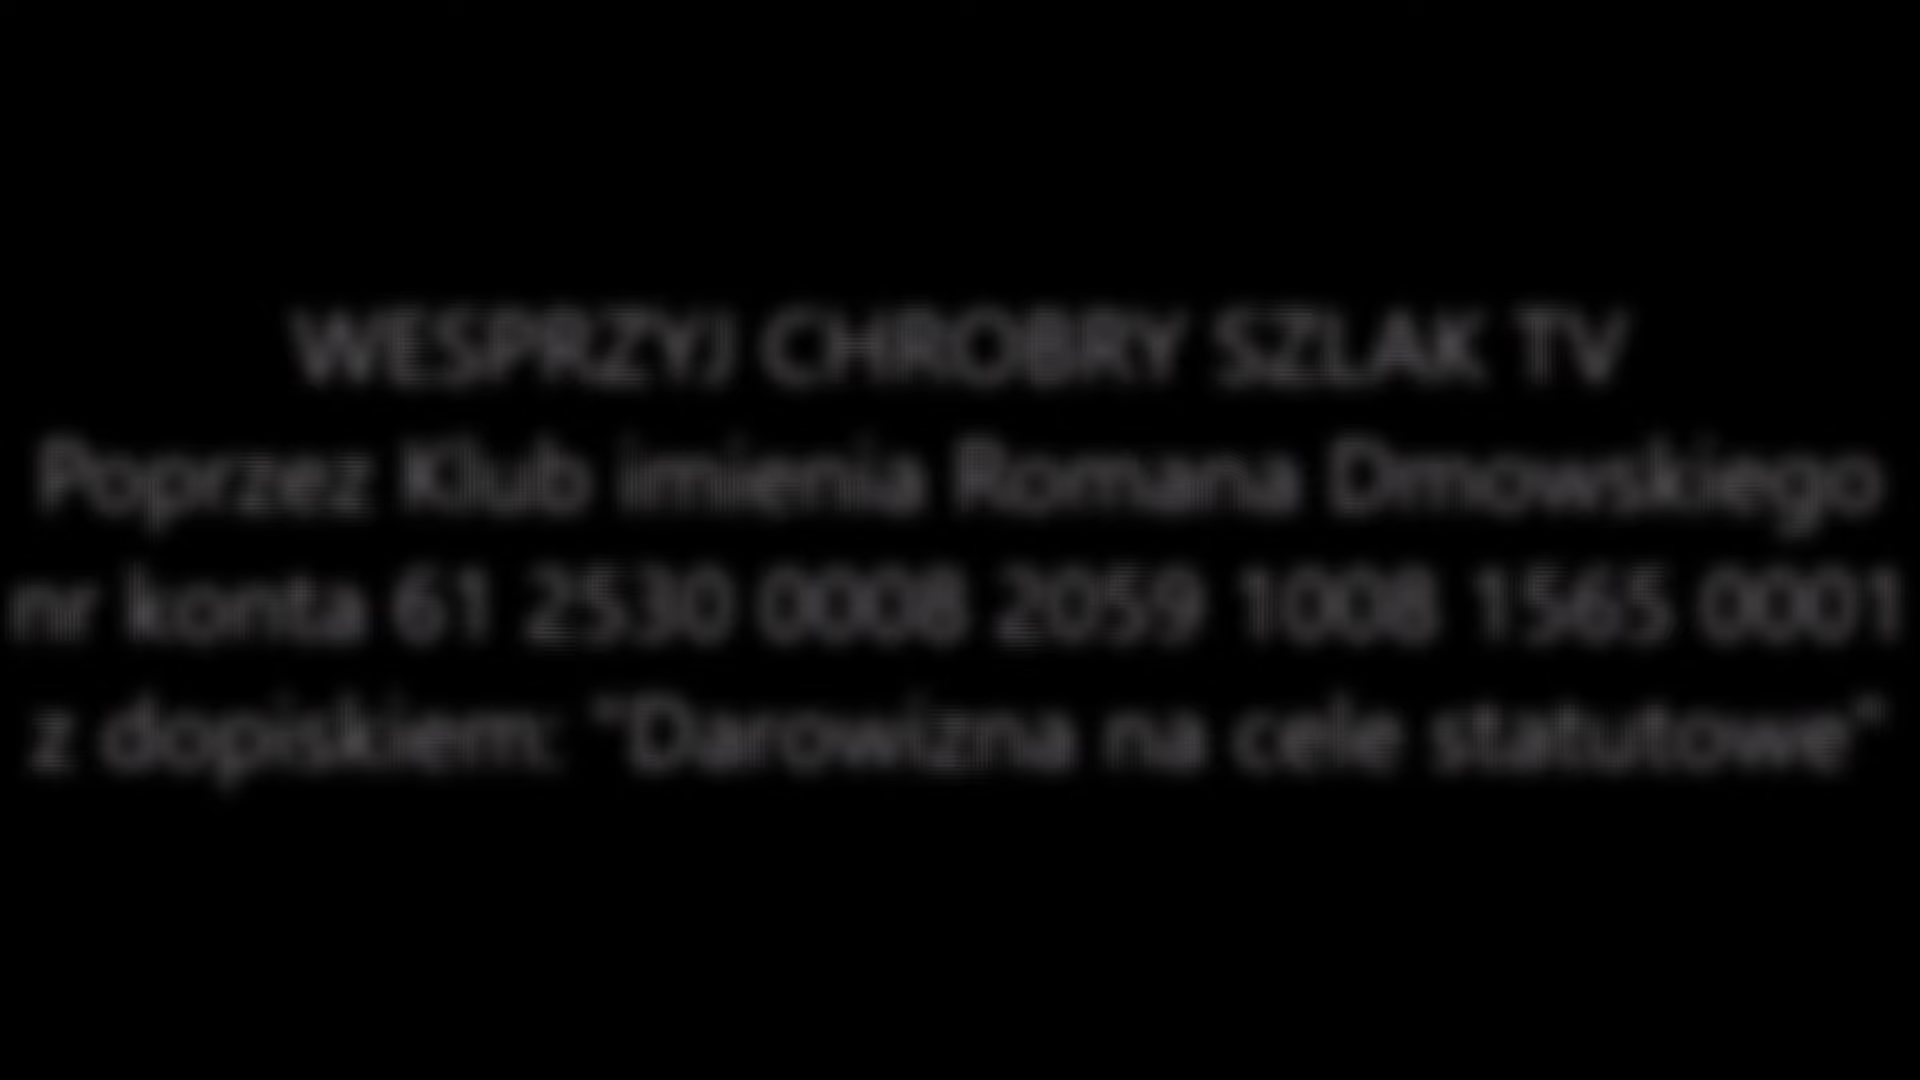 WESPRZYJ CHROBRY SZLAK TV
Poprzez Klub imienia Romana Dmowskiego
nr konta 61 2530 0008 2059 1008 1565 0001
z dopiskiem: "Darowizna na cele statutowe"